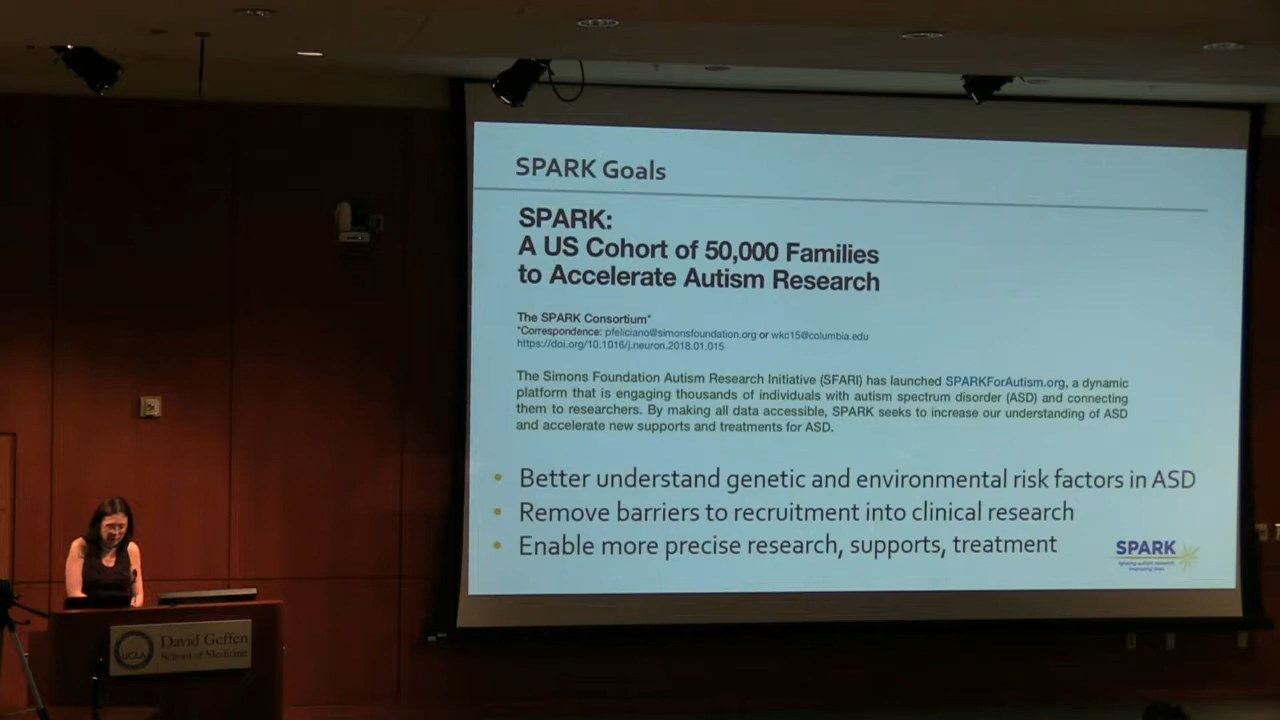 SPARK Goals
SPARK:
A US Cohort of 50,000 Families
to Accelerate Autism Research
The SPARK Consortium*
*Correspondence: pfeliciano@simonsfoundation.org or wkc15@columbia.edu
https://doi.org/10.1016/j.neuron.2018.01.015
The Simons Foundation Autism Research Initiative (SFARI) has launched SPARKForAutism.org, a dynamic
platform that is engaging thousands of individuals with autism spectrum disorder (ASD) and connecting
them to researchers. By making all data accessible, SPARK seeks to increase our understanding of ASD
and accelerate new supports and treatments for ASD.
• Better understand genetic and environmental risk factors in ASD
• Remove barriers to recruitment into clinical research
• Enable more precise research, supports, treatment
SPARK
Igniting autism research
Improving lives
UCLA
David Geffen
School of Medicine